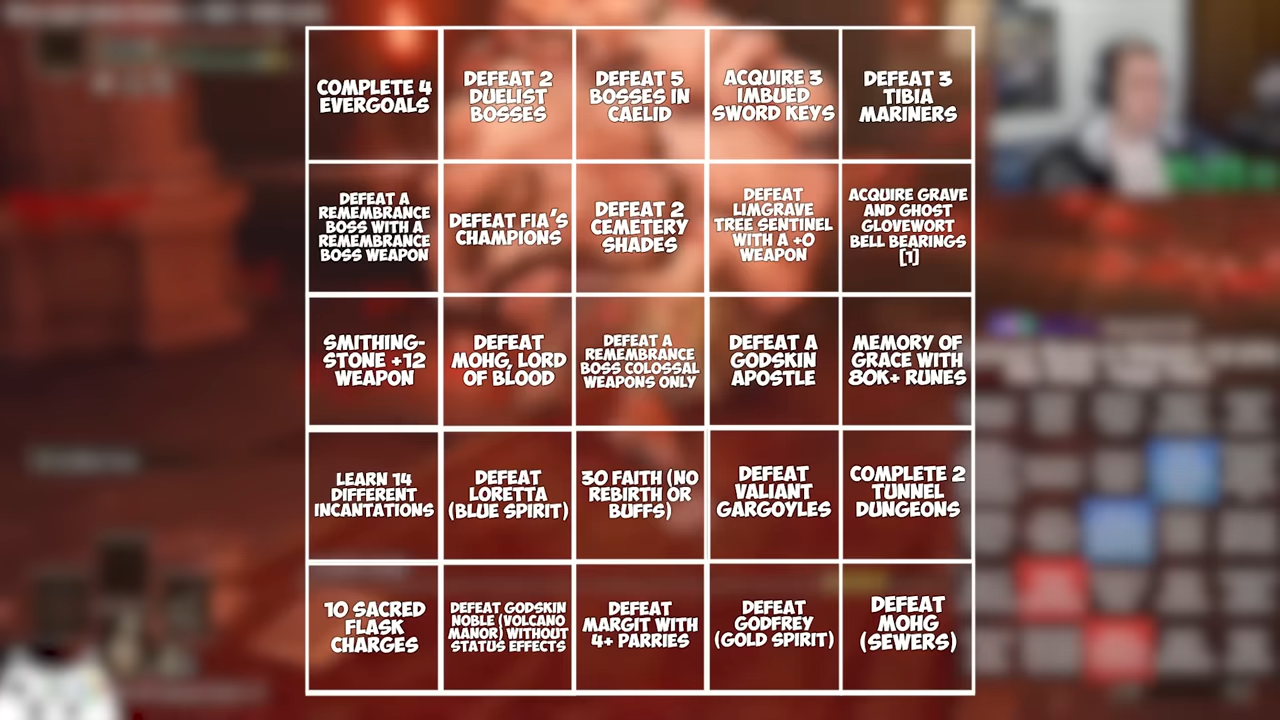 COMPLETE 4
EVERGOALS
DEFEAT 2
DUELIST
BOSSES
DEFEAT 5
BOSSES IN
CAELID
ACQUIRE 3
IMBUED
SWORD KEYS
DEFEAT 3
TIBIA
MARINERS
DEFEAT A
REMEMBRANCE
BOSS WITH A
REMEMBRANCE
BOSS WEAPON
DEFEAT FIA'S
CHAMPIONS
DEFEAT 2
CEMETERY
SHADES
DEFEAT
LIMGRAVE
TREE SENTINEL
WITH A +0
WEAPON
ACQUIRE GRAVE
AND GHOST
GLOVEWORT
BELL BEARINGS
[1]
SMITHING-
STONE +12
WEAPON
DEFEAT
MOHG, LORD
OF BLOOD
DEFEAT A
REMEMBRANCE
BOSS COLOSSAL
WEAPONS ONLY
DEFEAT A
GODSKIN
APOSTLE
MEMORY OF
GRACE WITH
80K+ RUNES
LEARN 14
DIFFERENT
INCANTATIONS
DEFEAT
LORETTA
(BLUE SPIRIT)
30 FAITH (NO
REBIRTH OR
BUFFS)
DEFEAT
VALIANT
GARGOYLES
COMPLETE 2
TUNNEL
DUNGEONS
10 SACRED
FLASK
CHARGES
DEFEAT GODSKIN
NOBLE (VOLCANO
MANOR) WITHOUT
STATUS EFFECTS
DEFEAT
MARGIT WITH
4+ PARRIES
DEFEAT
GODFREY
(GOLD SPIRIT)
DEFEAT
MOHG
(SEWERS)